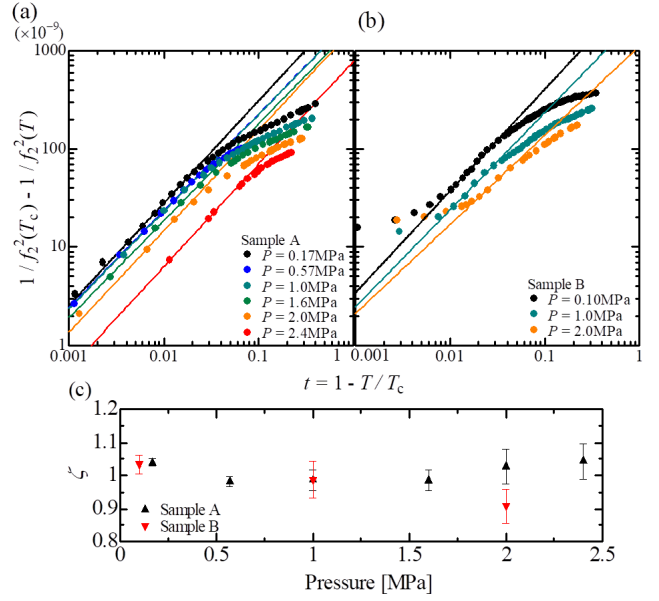 (a)
(b)
(×10⁻⁹)
1000
100
10
1
1 / f₂²(T_c) - 1 / f₂²(T)
Sample A
P = 0.17MPa
P = 0.57MPa
P = 1.0MPa
P = 1.6MPa
P = 2.0MPa
P = 2.4MPa
Sample B
P = 0.10MPa
P = 1.0MPa
P = 2.0MPa
0.001 0.01 0.1 1
0.001 0.01 0.1 1
t = 1 - T / T_c
(c)
1.2
1.1
1
0.9
0.8
ζ
Sample A
Sample B
0 0.5 1 1.5 2 2.5
Pressure [MPa]